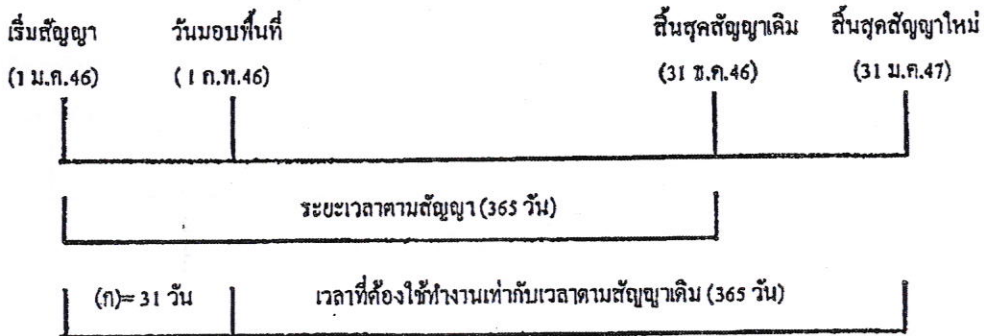 เริ่มสัญญา วันมอบพื้นที่ สิ้นสุดสัญญาเดิม สิ้นสุดสัญญาใหม่
(1 ม.ค.46) ( 1 ก.พ.46) (31 ธ.ค.46) (31 ม.ค.47)
ระยะเวลาตามสัญญา (365 วัน)
(ก)= 31 วัน เวลาที่ต้องใช้ทำงานเท่ากับเวลาตามสัญญาเดิม (365 วัน)